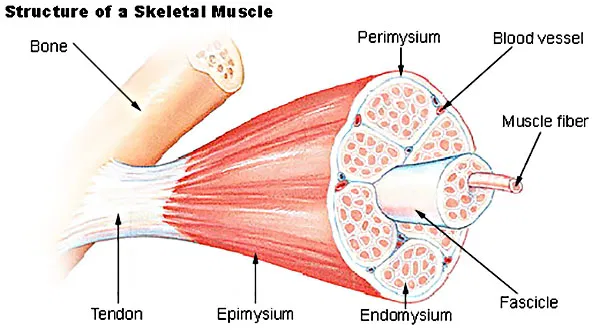 Structure of a Skeletal Muscle
Bone
Perimysium
Blood vessel
Muscle fiber
Fascicle
Tendon
Epimysium
Endomysium